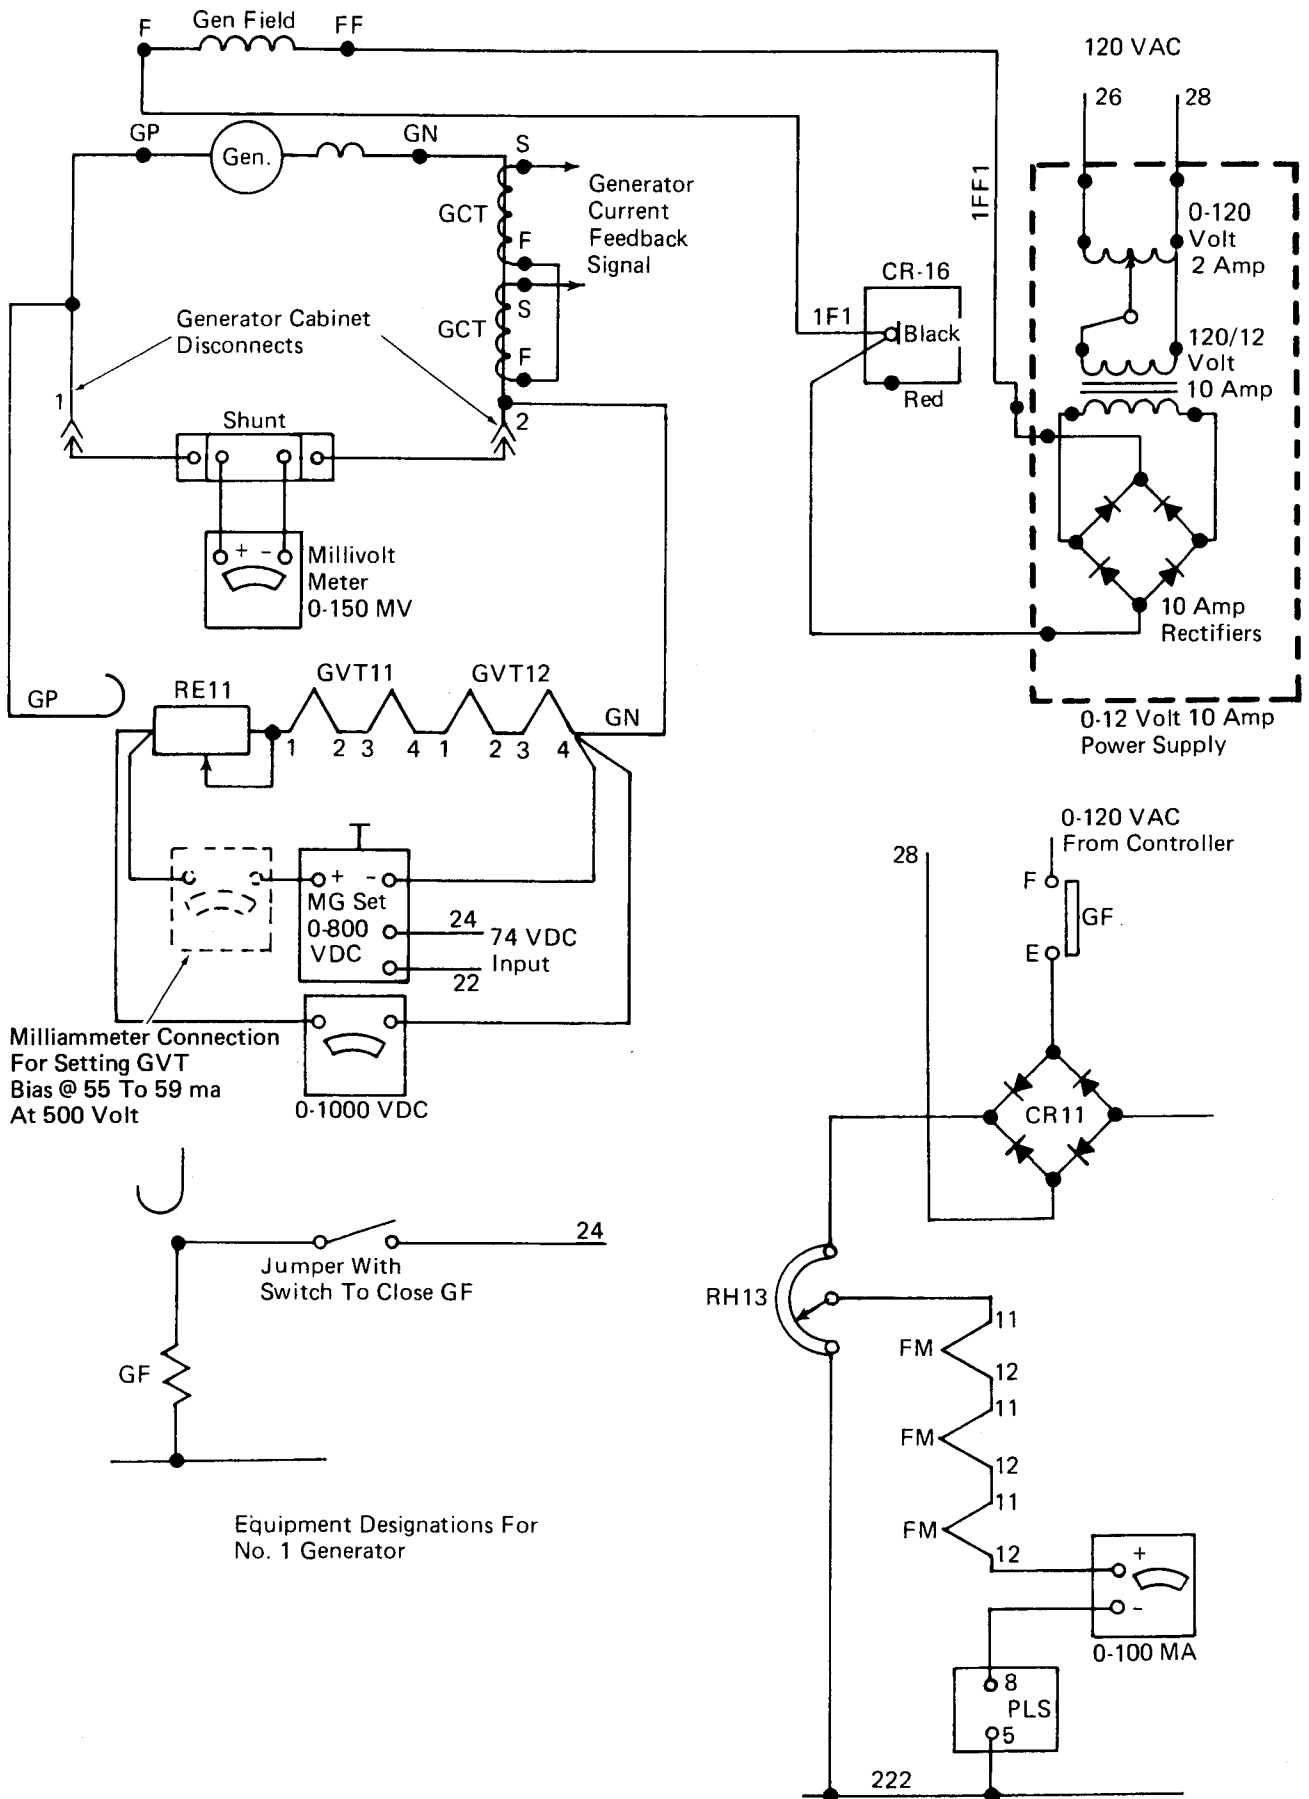 F
Gen Field
FF
120 VAC
26
28
GP
Gen.
GN
S
GCT
F
Generator
Current
Feedback
Signal
S
GCT
F
1FF1
0-120
Volt
2 Amp
CR-16
1F1
Black
Red
120/12
Volt
10 Amp
Generator Cabinet
Disconnects
1
2
Shunt
+ -
Millivolt
Meter
0-150 MV
10 Amp
Rectifiers
0-12 Volt 10 Amp
Power Supply
GP
RE11
GVT11
GVT12
GN
1
2
3
4
1
2
3
4
+ -
MG Set
0-800
VDC
24
74 VDC
Input
22
Milliammeter Connection
For Setting GVT
Bias @ 55 To 59 ma
At 500 Volt
0-1000 VDC
0-120 VAC
From Controller
28
F
GF
E
CR11
24
Jumper With
Switch To Close GF
GF
RH13
11
FM
12
11
FM
12
11
FM
12
+
-
0-100 MA
8
PLS
5
222
Equipment Designations For
No. 1 Generator